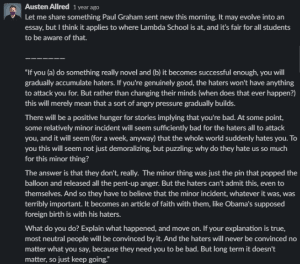 Austen Allred 1 year ago
Let me share something Paul Graham sent new this morning. It may evolve into an
essay, but I think it applies to where Lambda School is at, and it's fair for all students
to be aware of that.
———————
"If you (a) do something really novel and (b) it becomes successful enough, you will
gradually accumulate haters. If you're genuinely good, the haters won't have anything
to attack you for. But rather than changing their minds (when does that ever happen?)
this will merely mean that a sort of angry pressure gradually builds.
There will be a positive hunger for stories implying that you're bad. At some point,
some relatively minor incident will seem sufficiently bad for the haters all to attack
you, and it will seem (for a week, anyway) that the whole world suddenly hates you. To
you this will seem not just demoralizing, but puzzling: why do they hate us so much
for this minor thing?
The answer is that they don't, really. The minor thing was just the pin that popped the
balloon and released all the pent-up anger. But the haters can't admit this, even to
themselves. And so they have to believe that the minor incident, whatever it was, was
terribly important. It becomes an article of faith with them, like Obama's supposed
foreign birth is with his haters.
What do you do? Explain what happened, and move on. If your explanation is true,
most neutral people will be convinced by it. And the haters will never be convinced no
matter what you say, because they need you to be bad. But long term it doesn't
matter, so just keep going."